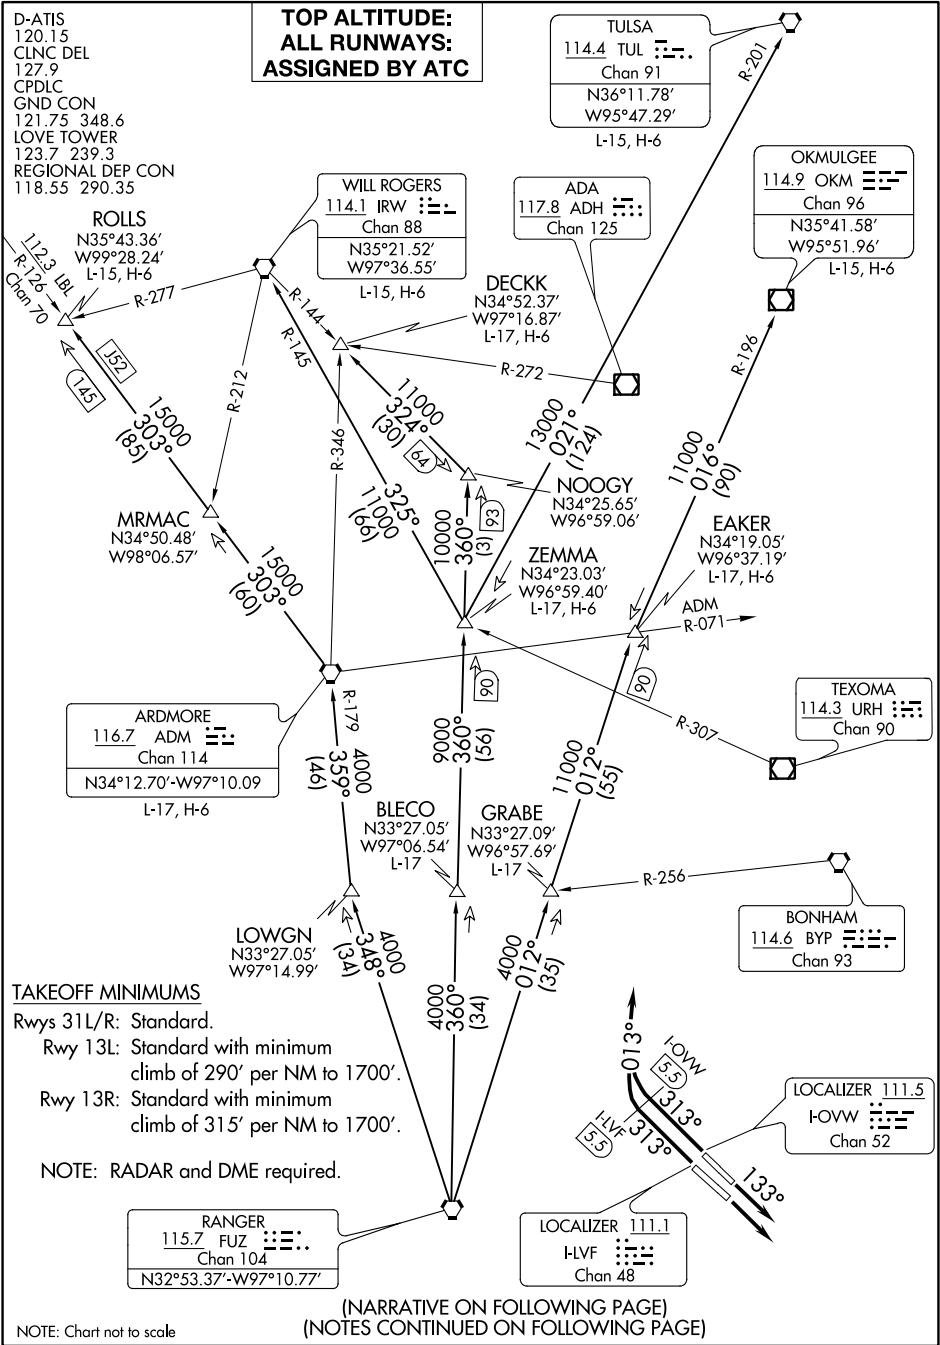 D-ATIS
120.15
CLNC DEL
127.9
CPDLC
GND CON
121.75 348.6
LOVE TOWER
123.7 239.3
REGIONAL DEP CON
118.55 290.35
TOP ALTITUDE:
ALL RUNWAYS:
ASSIGNED BY ATC
TULSA
114.4 TUL
Chan 91
N36°11.78'
W95°47.29'
L-15, H-6
R-201
OKMULGEE
114.9 OKM
Chan 96
N35°41.58'
W95°51.96'
L-15, H-6
WILL ROGERS
114.1 IRW
Chan 88
N35°21.52'
W97°36.55'
L-15, H-6
ADA
117.8 ADH
Chan 125
ROLLS
N35°43.36'
W99°28.24'
L-15, H-6
112.3 LBL
R-126
Chan 70
R-277
R-144
R-145
DECKK
N34°52.37'
W97°16.87'
L-17, H-6
R-272
R-196
J52
145
15000
303°
(85)
R-212
R-346
11000
324°
(30)
64
13000
021°
(124)
11000
016°
(90)
325°
11000
(66)
10000
360°
(3)
93
NOOGY
N34°25.65'
W96°59.06'
MRMAC
N34°50.48'
W98°06.57'
ZEMMA
N34°23.03'
W96°59.40'
L-17, H-6
EAKER
N34°19.05'
W96°37.19'
L-17, H-6
15000
303°
(60)
ADM
R-071
90
90
ARDMORE
116.7 ADM
Chan 114
N34°12.70'-W97°10.09
L-17, H-6
R-179
4000
359°
(46)
9000
360°
(56)
11000
012°
(55)
R-307
TEXOMA
114.3 URH
Chan 90
BLECO
N33°27.05'
W97°06.54'
L-17
GRABE
N33°27.09'
W96°57.69'
L-17
R-256
BONHAM
114.6 BYP
Chan 93
LOWGN
N33°27.05'
W97°14.99'
4000
348°
(34)
4000
360°
(34)
4000
012°
(35)
TAKEOFF MINIMUMS
Rwys 31L/R: Standard.
Rwy 13L: Standard with minimum
climb of 290' per NM to 1700'.
Rwy 13R: Standard with minimum
climb of 315' per NM to 1700'.
NOTE: RADAR and DME required.
013°
I-OVW
5.5
313°
I-LVF
5.5
313°
133°
LOCALIZER 111.5
I-OVW
Chan 52
LOCALIZER 111.1
I-LVF
Chan 48
RANGER
115.7 FUZ
Chan 104
N32°53.37'-W97°10.77'
(NARRATIVE ON FOLLOWING PAGE)
(NOTES CONTINUED ON FOLLOWING PAGE)
NOTE: Chart not to scale